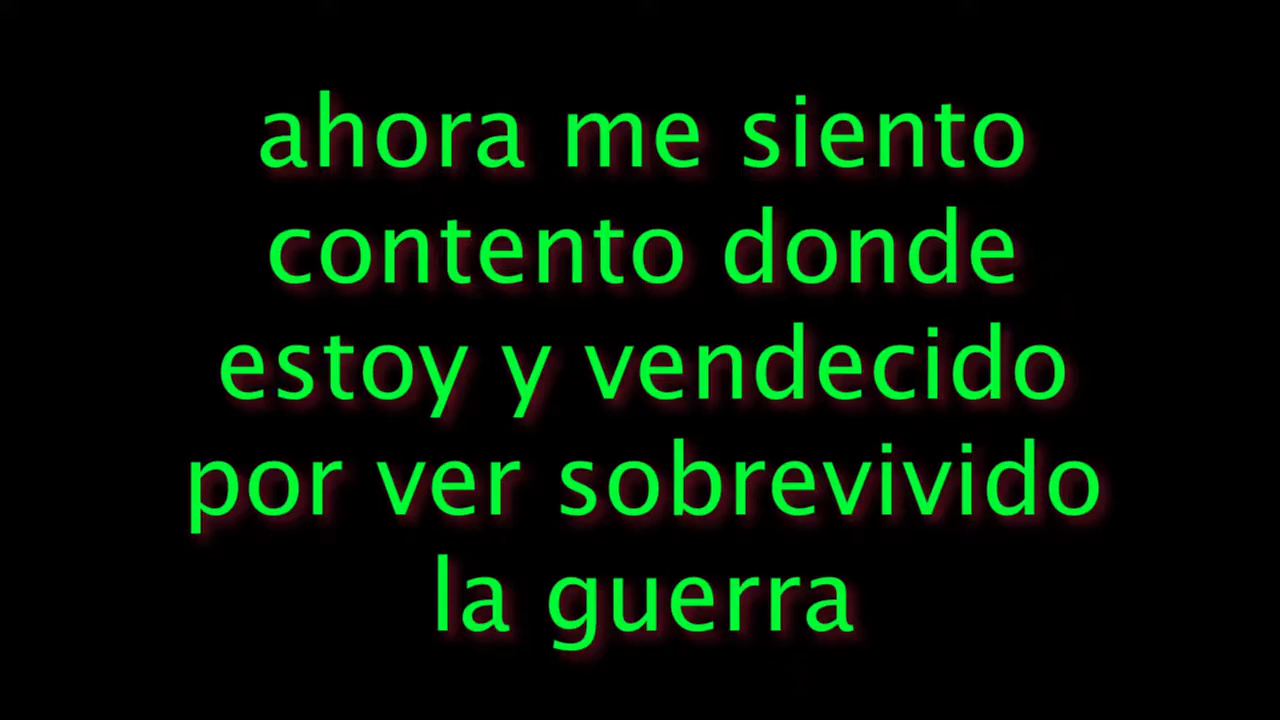 ahora me siento
contento donde
estoy y vendecido
por ver sobrevivido
la guerra